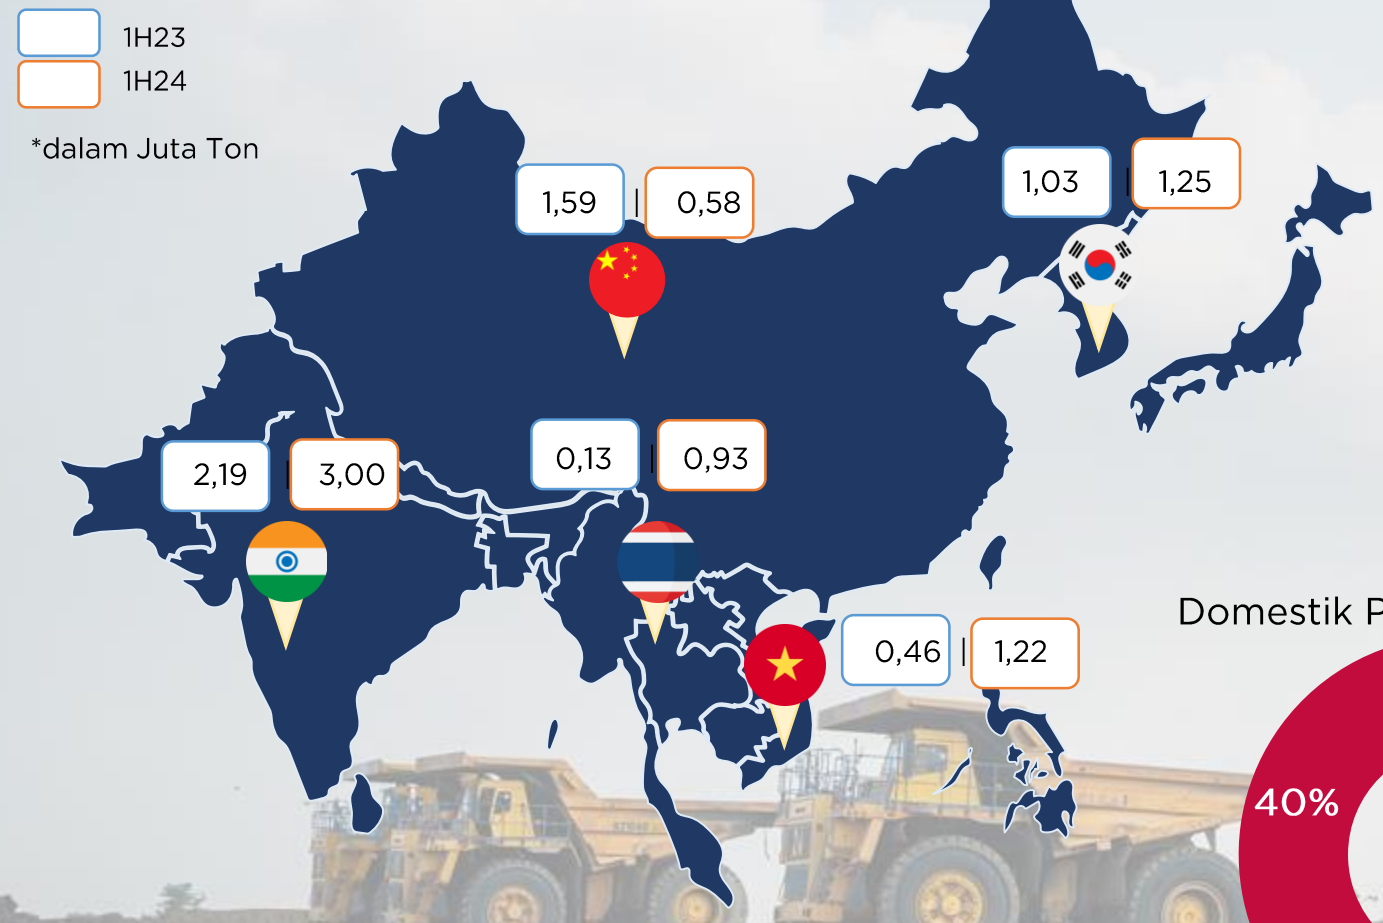 1H23
1H24
*dalam Juta Ton
1,59 | 0,58
1,03 | 1,25
2,19 | 3,00
0,13 | 0,93
0,46 | 1,22
Domestik P
40%